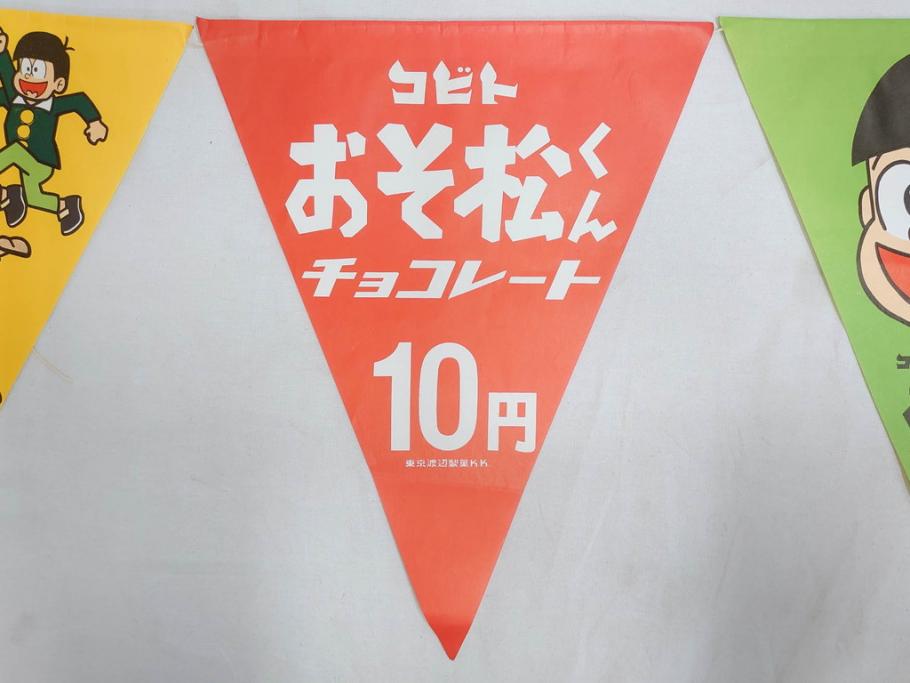 コビト
おそ松くん
チョコレート
10円
東京渡辺製菓K.K.